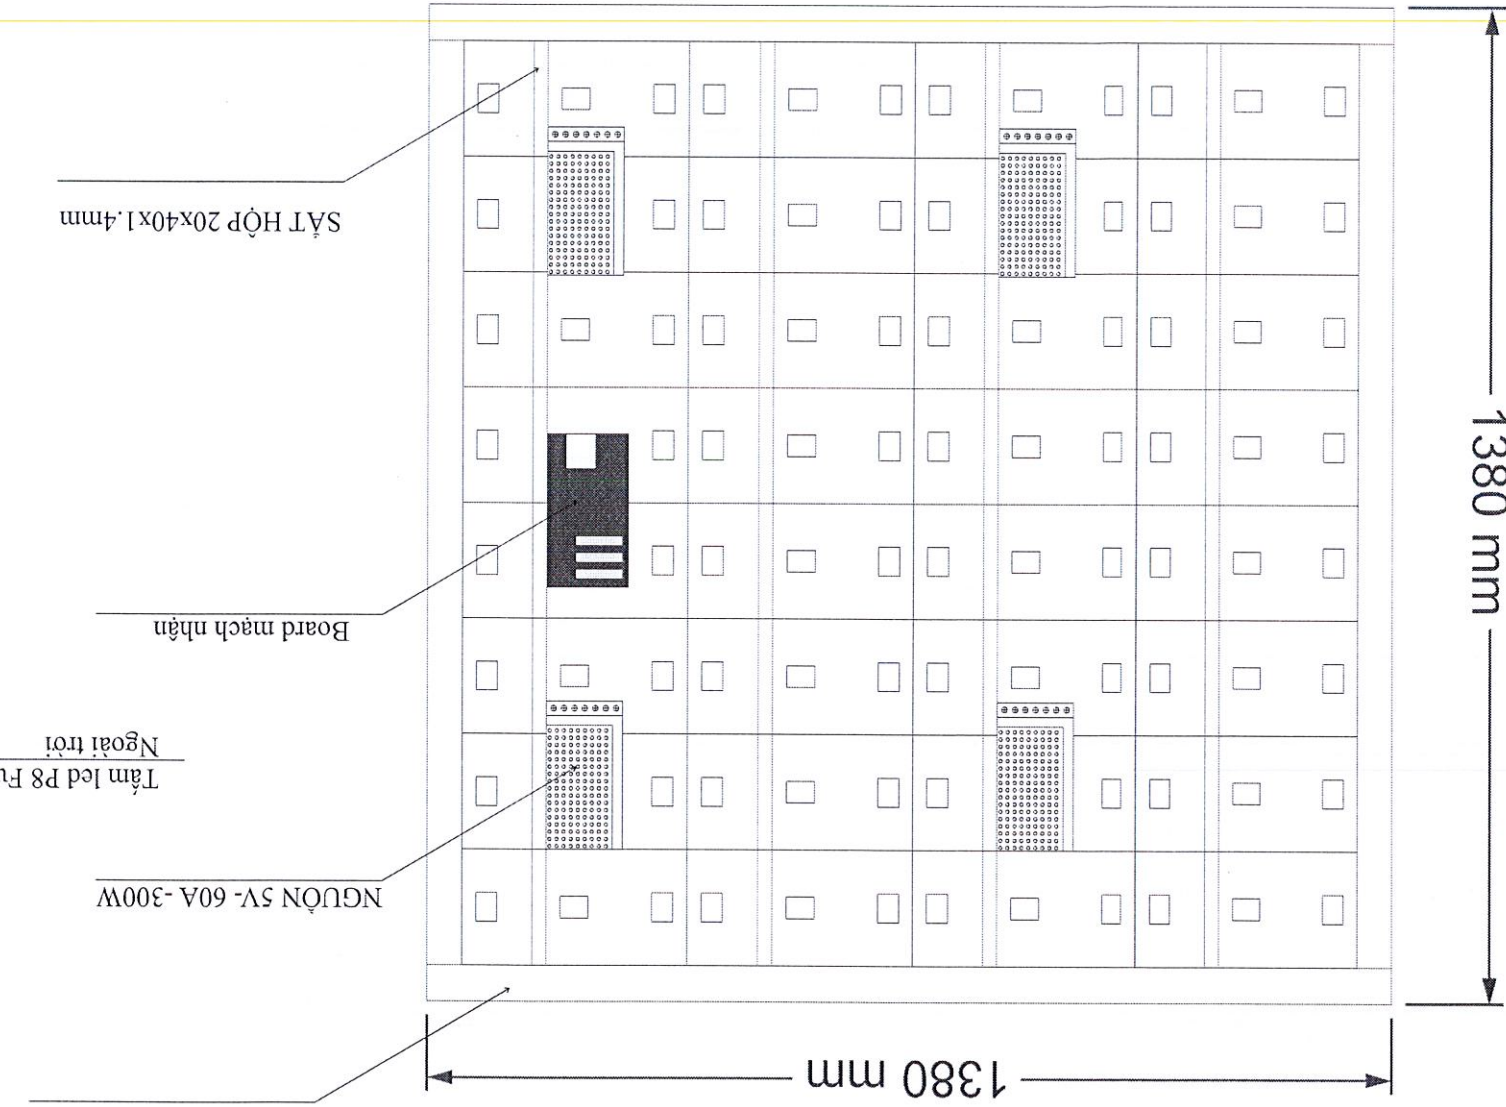 1380 mm
NGUỒN 5V- 60A -300W
Tấm led P8 Fu
Ngoài trời
Board mạch nhận
1380 mm
SẮT HỘP 20x40x1.4mm